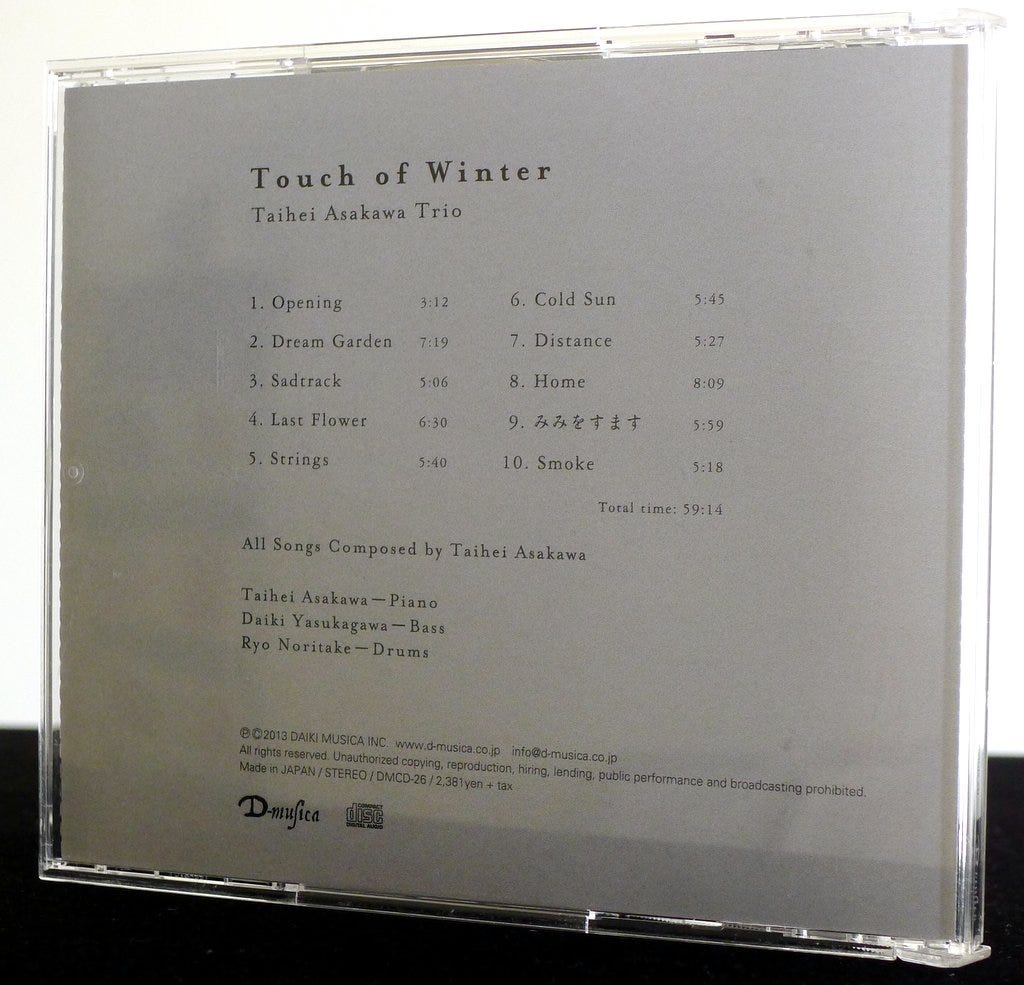 Touch of Winter
Taihei Asakawa Trio
1. Opening 3:12
2. Dream Garden 7:19
3. Sadtrack 5:06
4. Last Flower 6:30
5. Strings 5:40
6. Cold Sun 5:45
7. Distance 5:27
8. Home 8:09
9. みみをすます 5:59
10. Smoke 5:18
Total time: 59:14
All Songs Composed by Taihei Asakawa
Taihei Asakawa—Piano
Daiki Yasukagawa—Bass
Ryo Noritake—Drums
℗©2013 DAIKI MUSICA INC. www.d-musica.co.jp info@d-musica.co.jp
All rights reserved. Unauthorized copying, reproduction, hiring, lending, public performance and broadcasting prohibited.
Made in JAPAN / STEREO / DMCD-26 / 2,381yen + tax
D-musica
COMPACT
disc
DIGITAL AUDIO